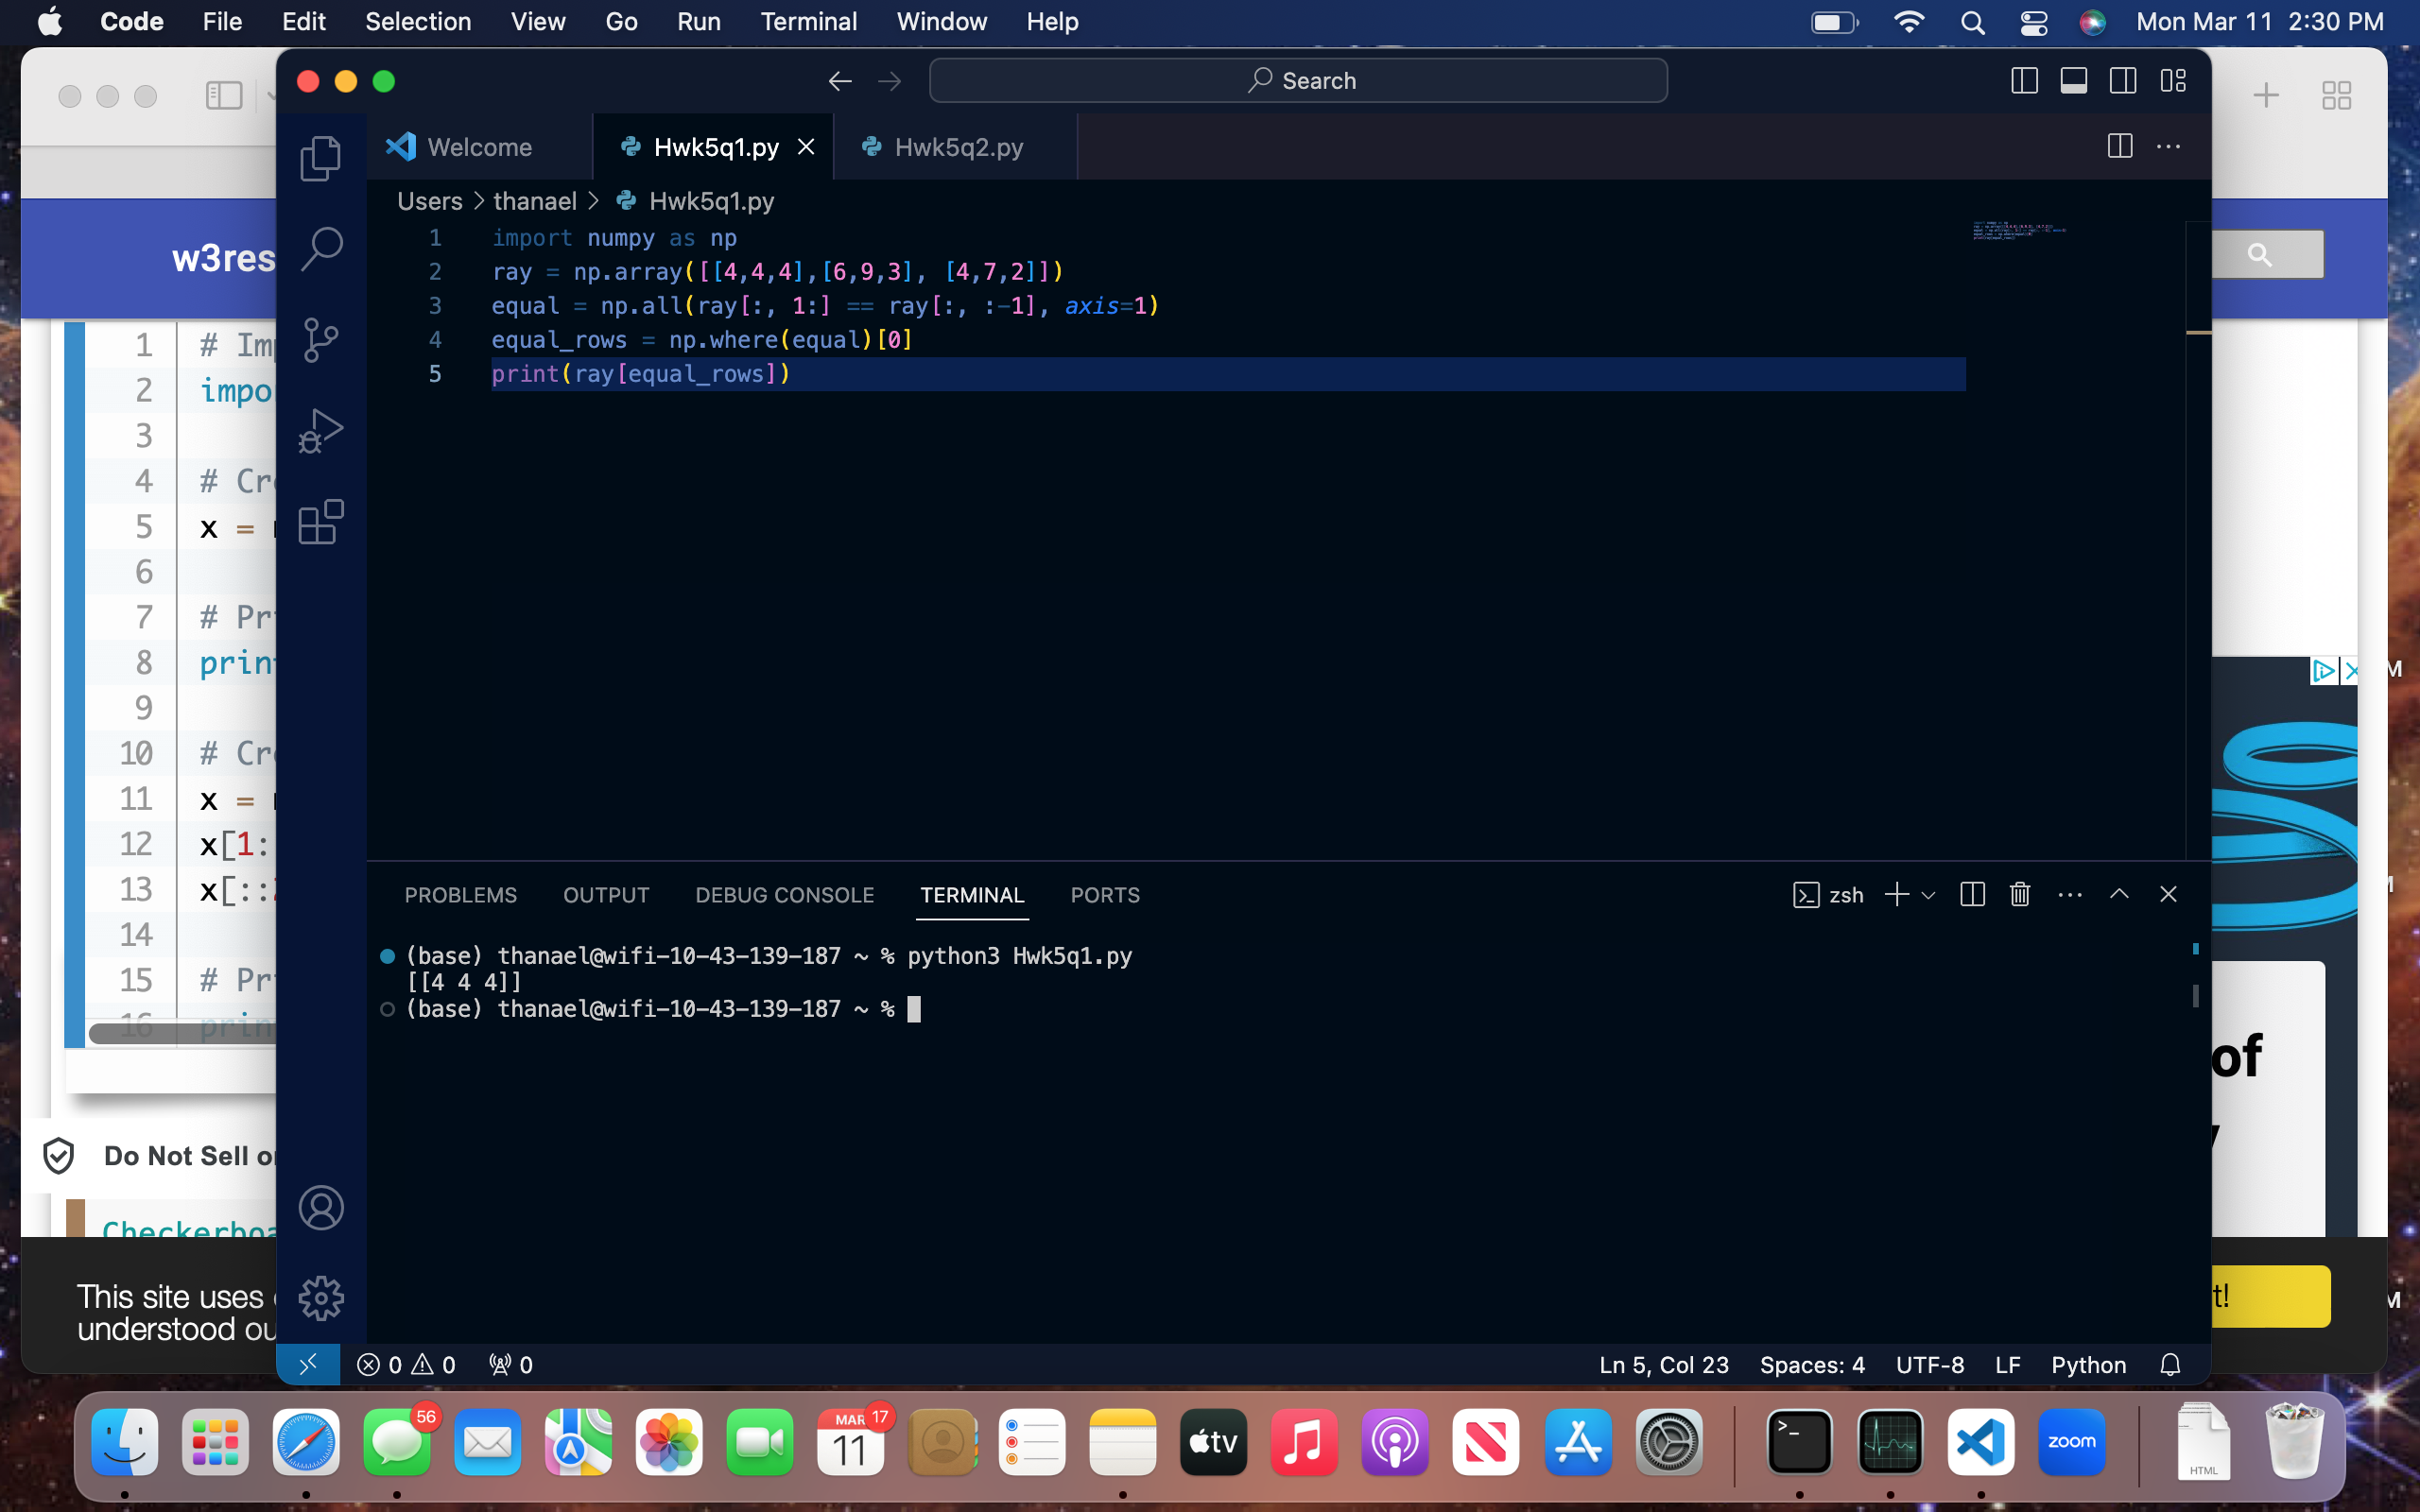 Code File Edit Selection View Go Run Terminal Window Help Mon Mar 11 2:30 PM
Search
Welcome Hwk5q1.py Hwk5q2.py
Users > thanael > Hwk5q1.py
1 import numpy as np
2 ray = np.array([[4,4,4],[6,9,3], [4,7,2]])
3 equal = np.all(ray[:, 1:] == ray[:, :-1], axis=1)
4 equal_rows = np.where(equal)[0]
5 print(ray[equal_rows])
PROBLEMS OUTPUT DEBUG CONSOLE TERMINAL PORTS zsh
(base) thanael@wifi-10-43-139-187 ~ % python3 Hwk5q1.py
[[4 4 4]]
(base) thanael@wifi-10-43-139-187 ~ %
0 0 0 Ln 5, Col 23 Spaces: 4 UTF-8 LF Python
w3res
1 # Im
2 impo
3
4 # Cr
5 x =
6
7 # Pr
8 prin
9
10 # Cr
11 x =
12 x[1:
13 x[::
14
15 # Pr
16 prin
Do Not Sell o
Checkerboa
This site uses
understood ou
of
t!
M
M
56
MAR 17
11
tv
>_
zoom
HTML